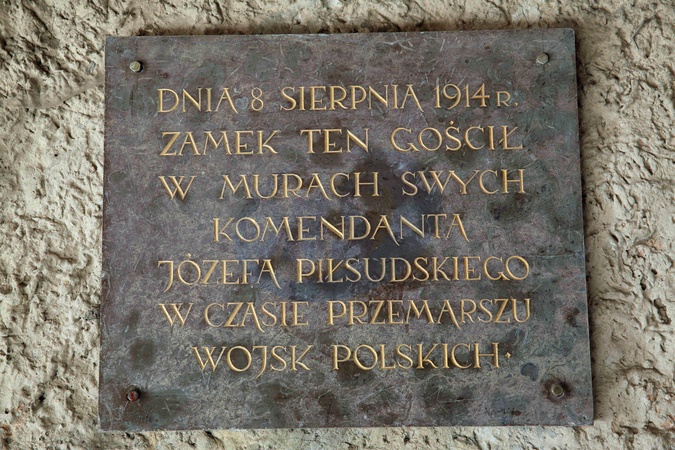 DNIA 8 SIERPNIA 1914 R.
ZAMEK TEN GOŚCIŁ
W MURACH SWYCH
KOMENDANTA
JÓZEFA PIŁSUDSKIEGO
W CZASIE PRZEMARSZU
WOJSK POLSKICH·